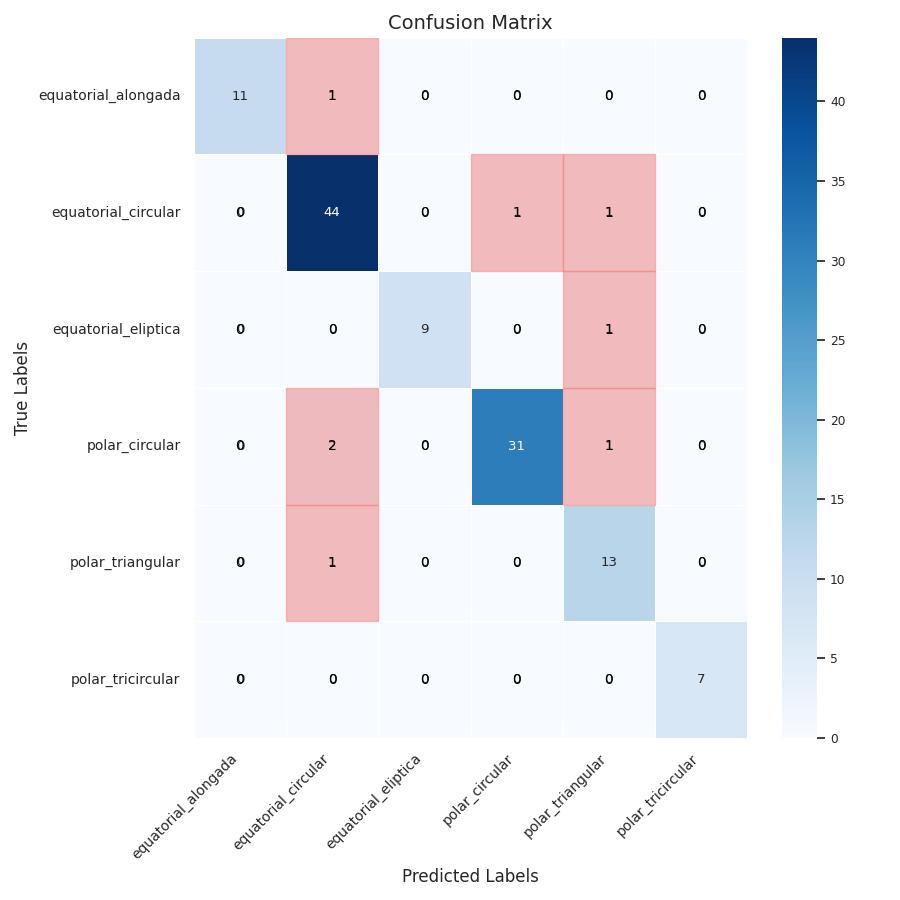 Confusion Matrix
equatorial_alongada 11 1 0 0 0 0
equatorial_circular 0 44 0 1 1 0
equatorial_eliptica 0 0 9 0 1 0
polar_circular 0 2 0 31 1 0
polar_triangular 0 1 0 0 13 0
polar_tricircular 0 0 0 0 0 7
True Labels
equatorial_alongada
equatorial_circular
equatorial_eliptica
polar_circular
polar_triangular
polar_tricircular
Predicted Labels
40
35
30
25
20
15
10
5
0